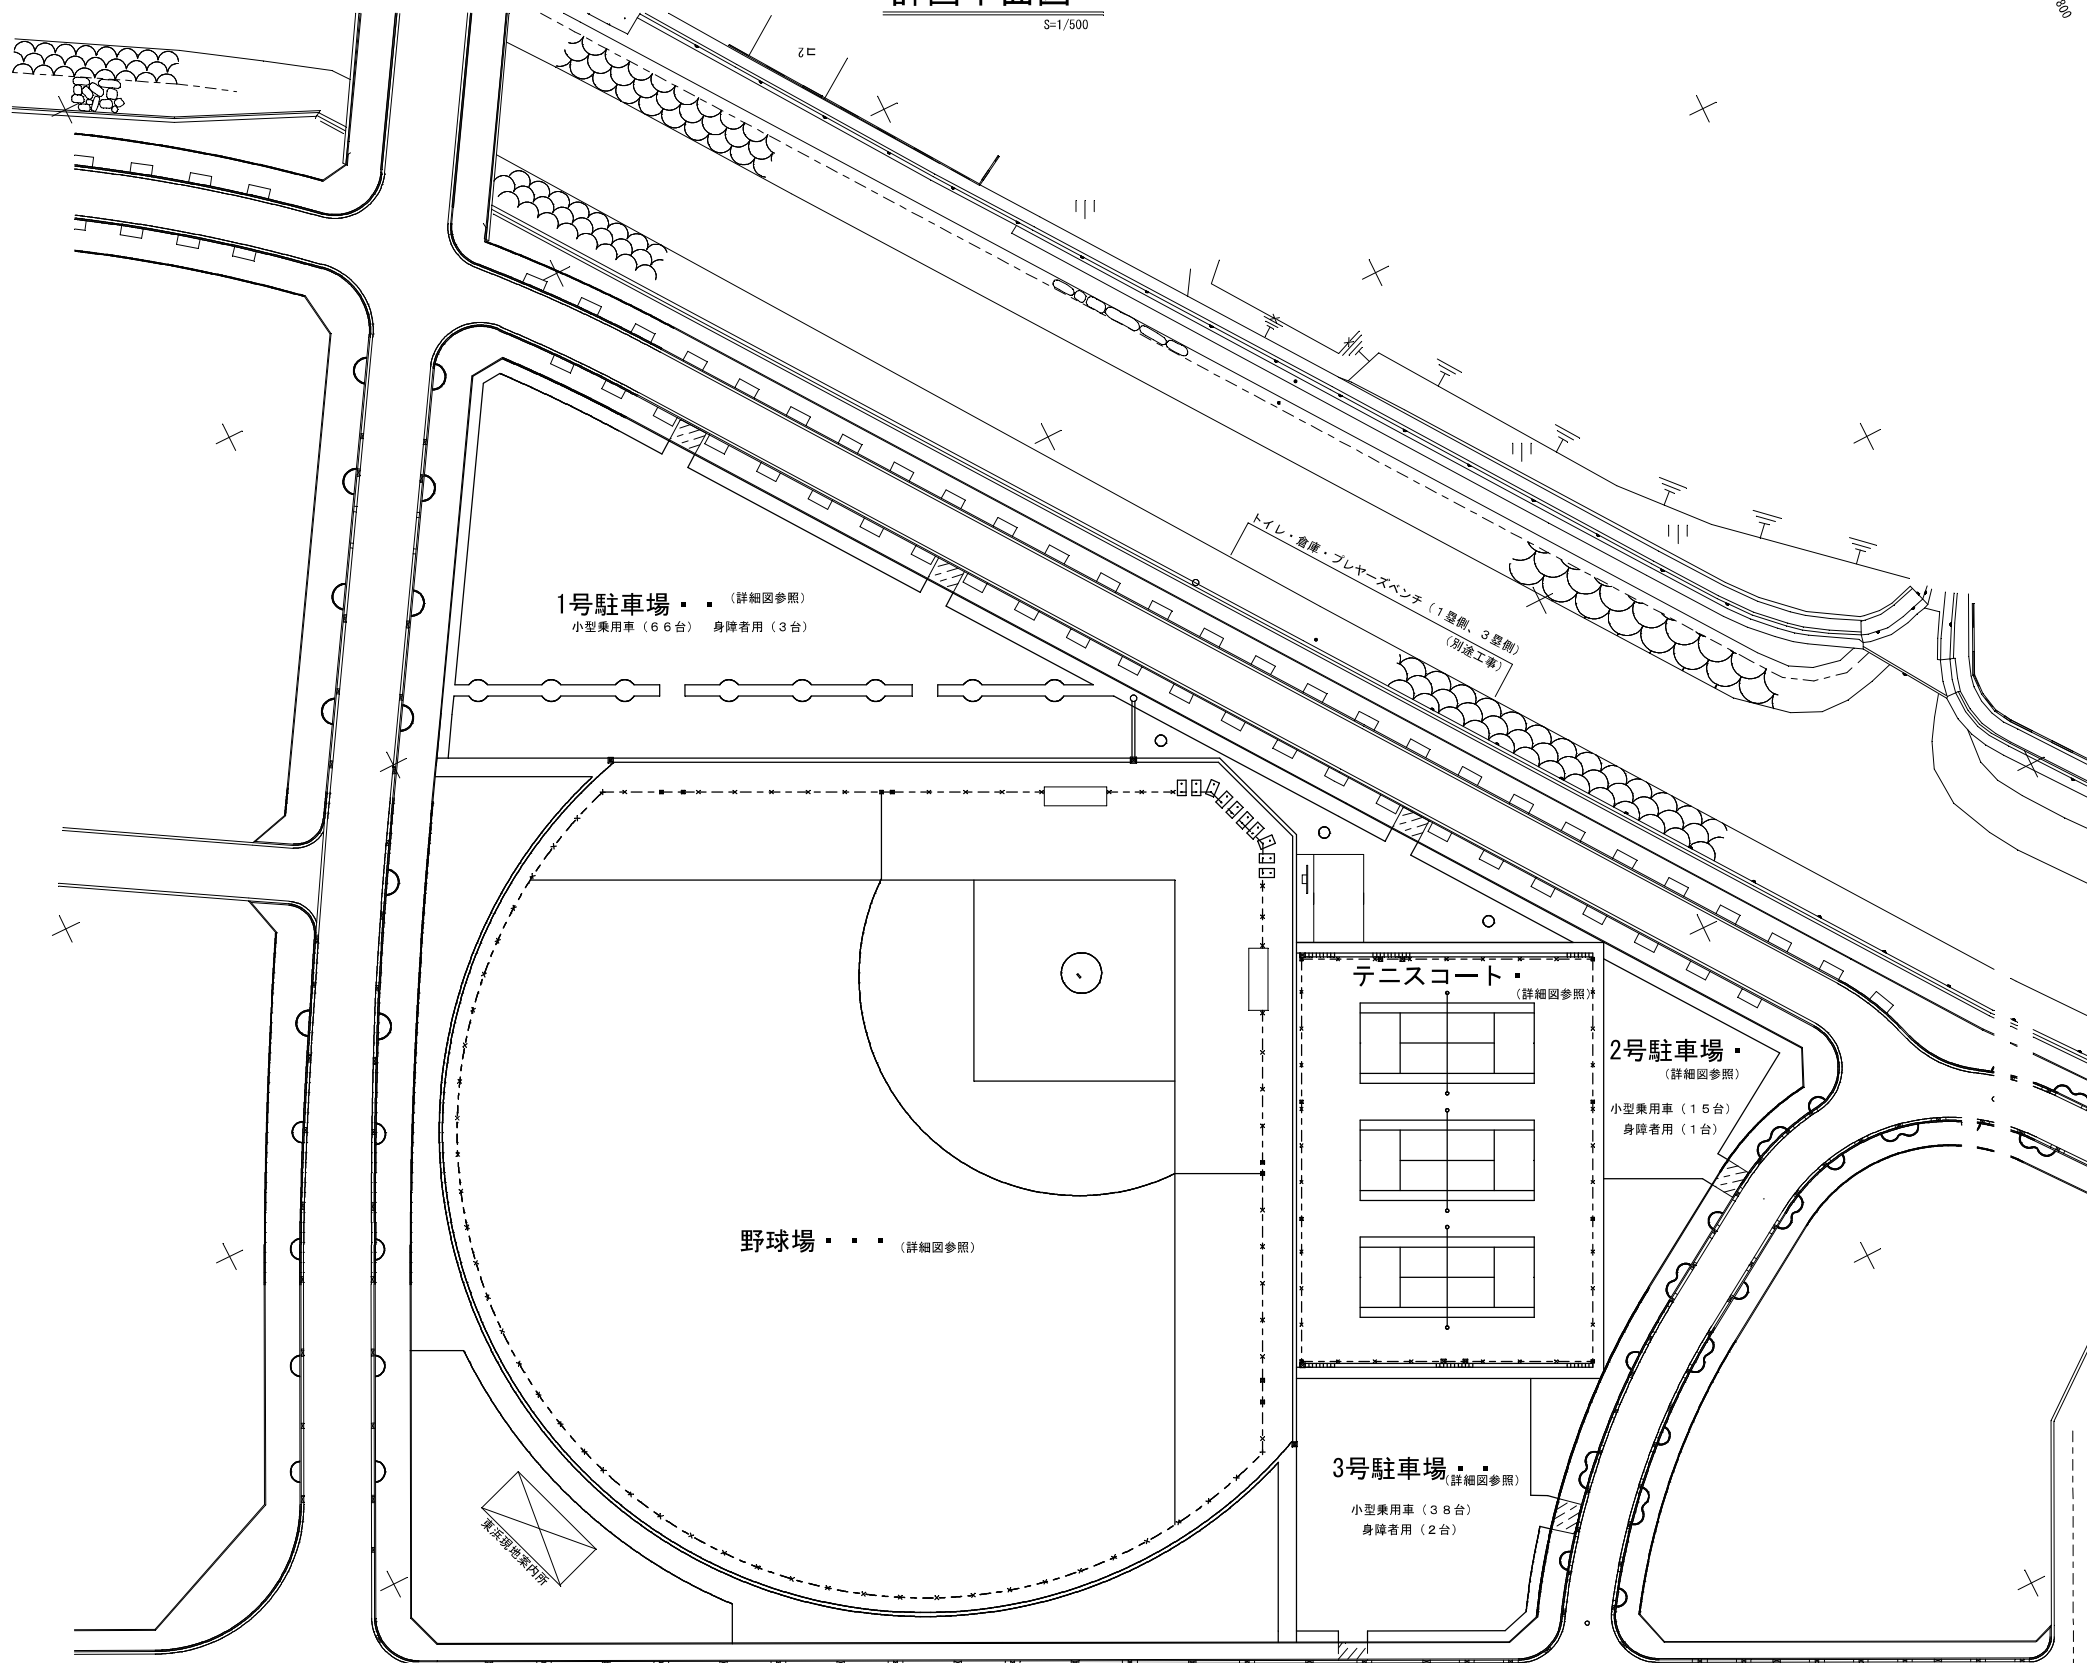 計画平面図
S=1/500
800
トイレ・倉庫・プレヤーズベンチ（１塁側、３塁側）
（別途工事）
1号駐車場・・（詳細図参照）
小型乗用車（６６台） 身障者用（３台）
テニスコート・
（詳細図参照）
2号駐車場・
（詳細図参照）
小型乗用車（１５台）
身障者用（１台）
野球場・・・（詳細図参照）
3号駐車場・・（詳細図参照）
小型乗用車（３８台）
身障者用（２台）
東浜現地案内所